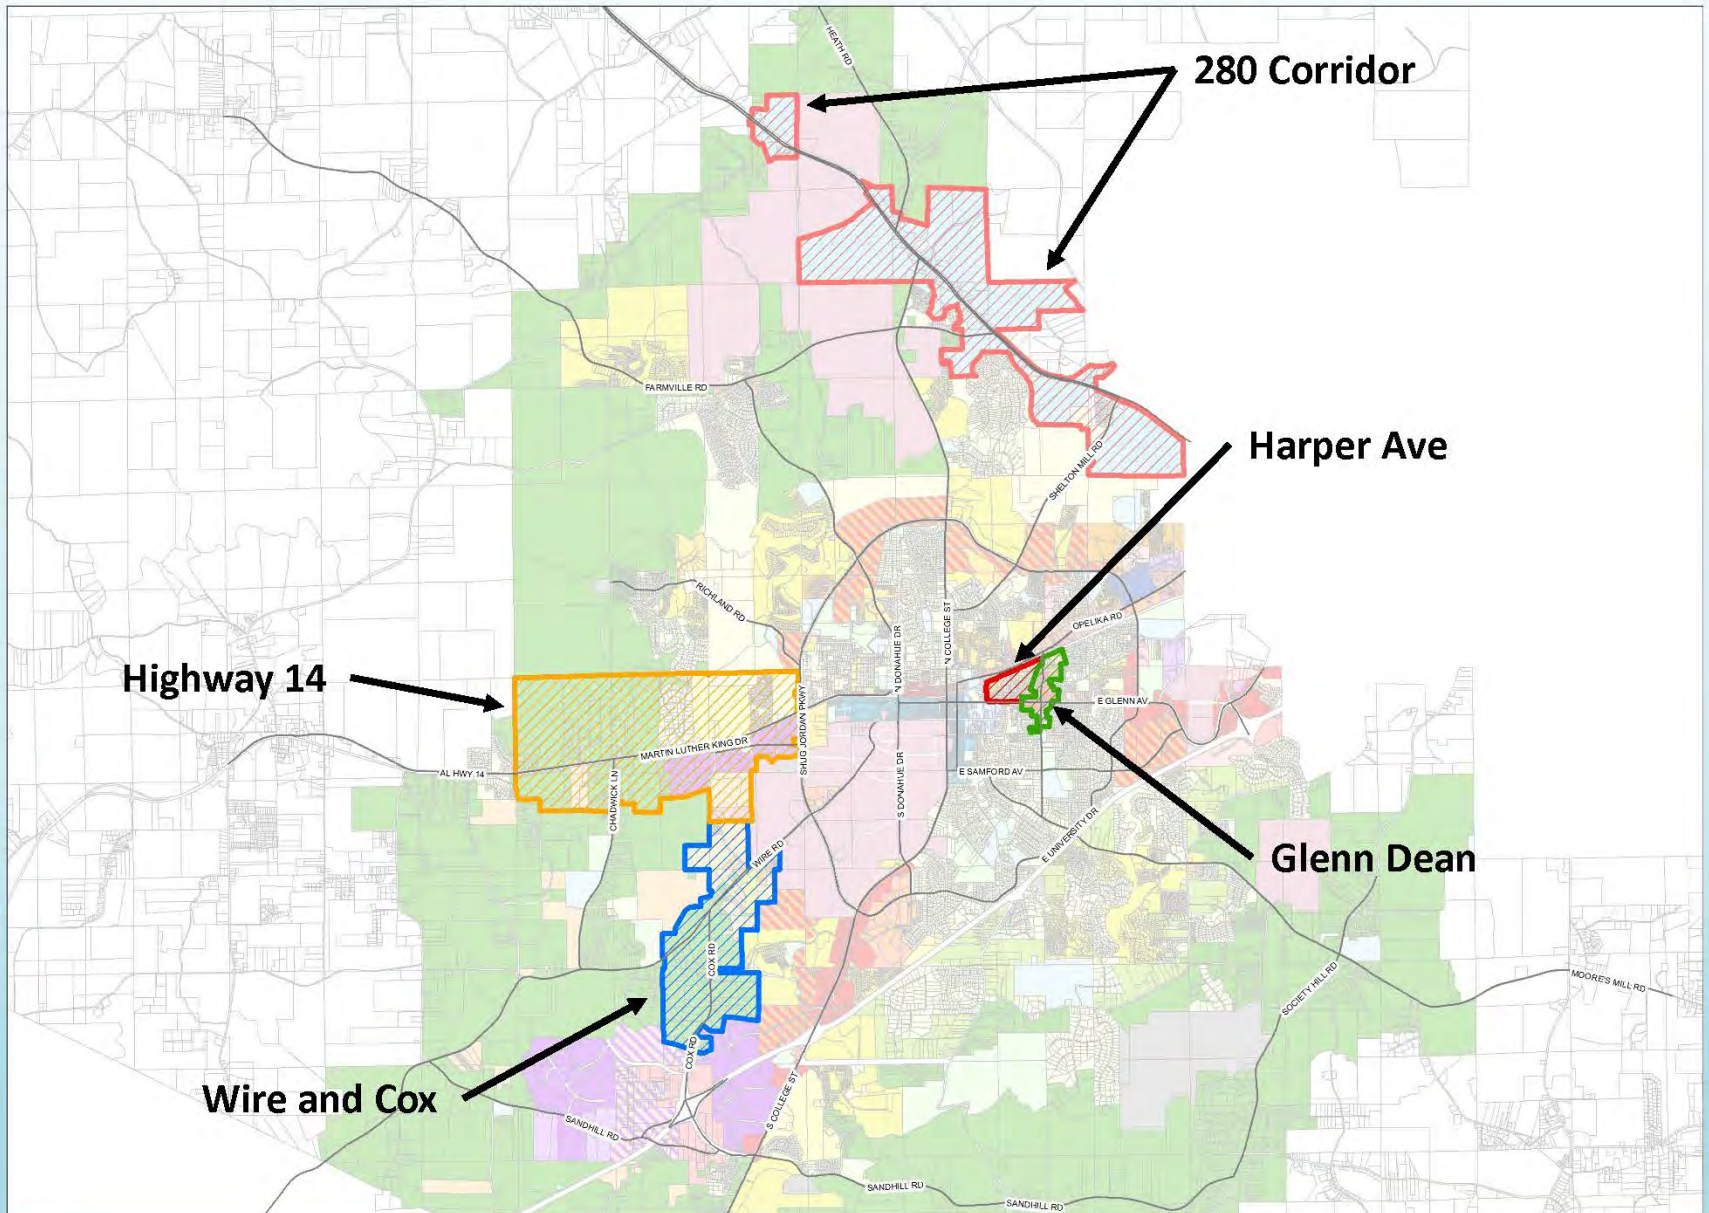 HEATH RD
280 Corridor
FARMVILLE RD
Harper Ave
SHELTON MILL RD
RICHLAND RD
N DONAHUE DR
N COLLEGE ST
OPELIKA RD
Highway 14
E GLENN AV
SHUG JORDAN PKWY
MARTIN LUTHER KING DR
AL HWY 14
CHADWICK LN
S DONAHUE DR
E SAMFORD AV
E UNIVERSITY DR
WIRE RD
Glenn Dean
COX RD
SOCIETY HILL RD
MOORE'S MILL RD
COX RD
Wire and Cox
S COLLEGE ST
SANDHILL RD
SANDHILL RD
SANDHILL RD